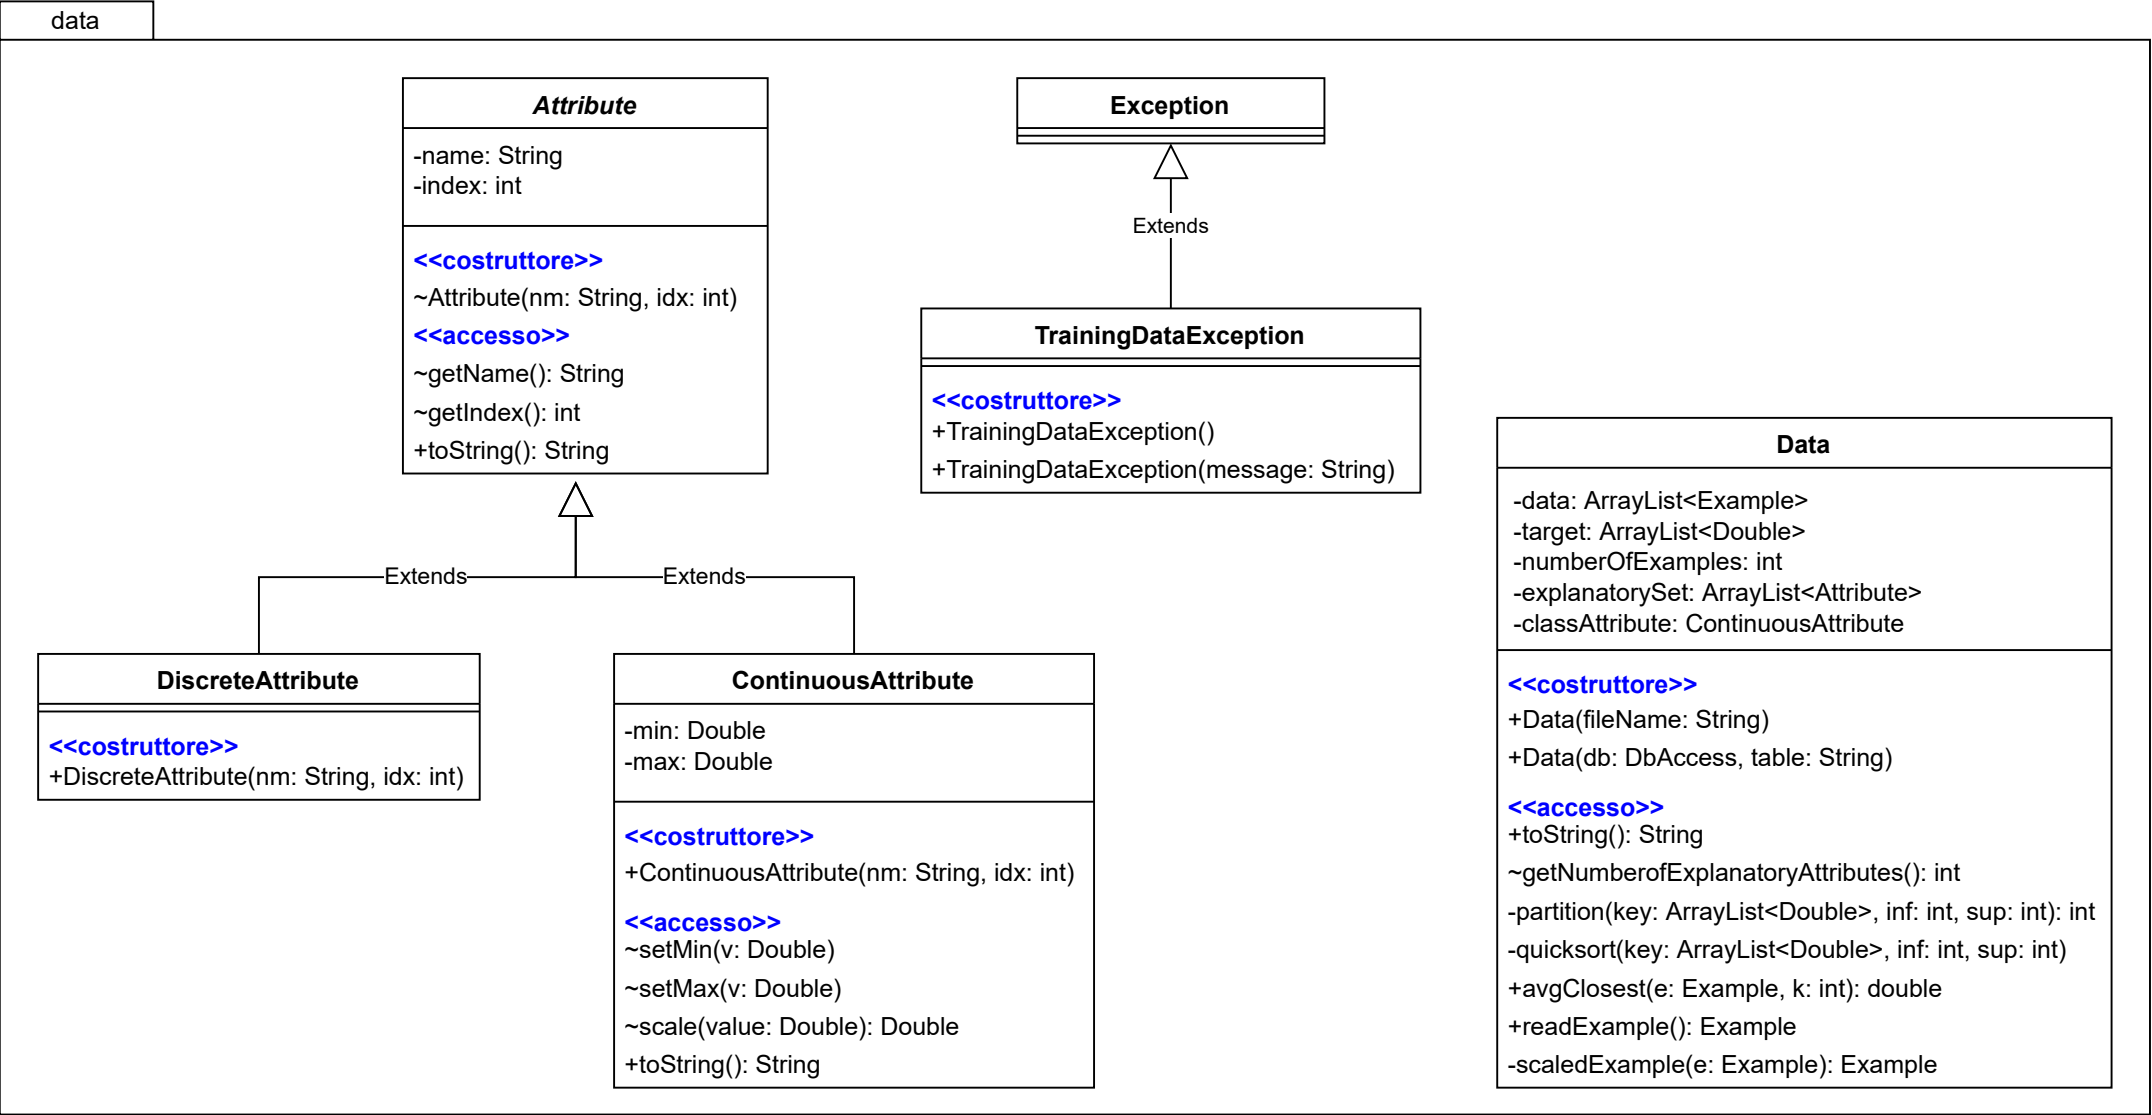 data
Attribute
-name: String
-index: int
<<costruttore>>
~Attribute(nm: String, idx: int)
<<accesso>>
~getName(): String
~getIndex(): int
+toString(): String
Exception
Extends
TrainingDataException
<<costruttore>>
+TrainingDataException()
+TrainingDataException(message: String)
Extends
Extends
DiscreteAttribute
<<costruttore>>
+DiscreteAttribute(nm: String, idx: int)
ContinuousAttribute
-min: Double
-max: Double
<<costruttore>>
+ContinuousAttribute(nm: String, idx: int)
<<accesso>>
~setMin(v: Double)
~setMax(v: Double)
~scale(value: Double): Double
+toString(): String
Data
-data: ArrayList<Example>
-target: ArrayList<Double>
-numberOfExamples: int
-explanatorySet: ArrayList<Attribute>
-classAttribute: ContinuousAttribute
<<costruttore>>
+Data(fileName: String)
+Data(db: DbAccess, table: String)
<<accesso>>
+toString(): String
~getNumberofExplanatoryAttributes(): int
-partition(key: ArrayList<Double>, inf: int, sup: int): int
-quicksort(key: ArrayList<Double>, inf: int, sup: int)
+avgClosest(e: Example, k: int): double
+readExample(): Example
-scaledExample(e: Example): Example